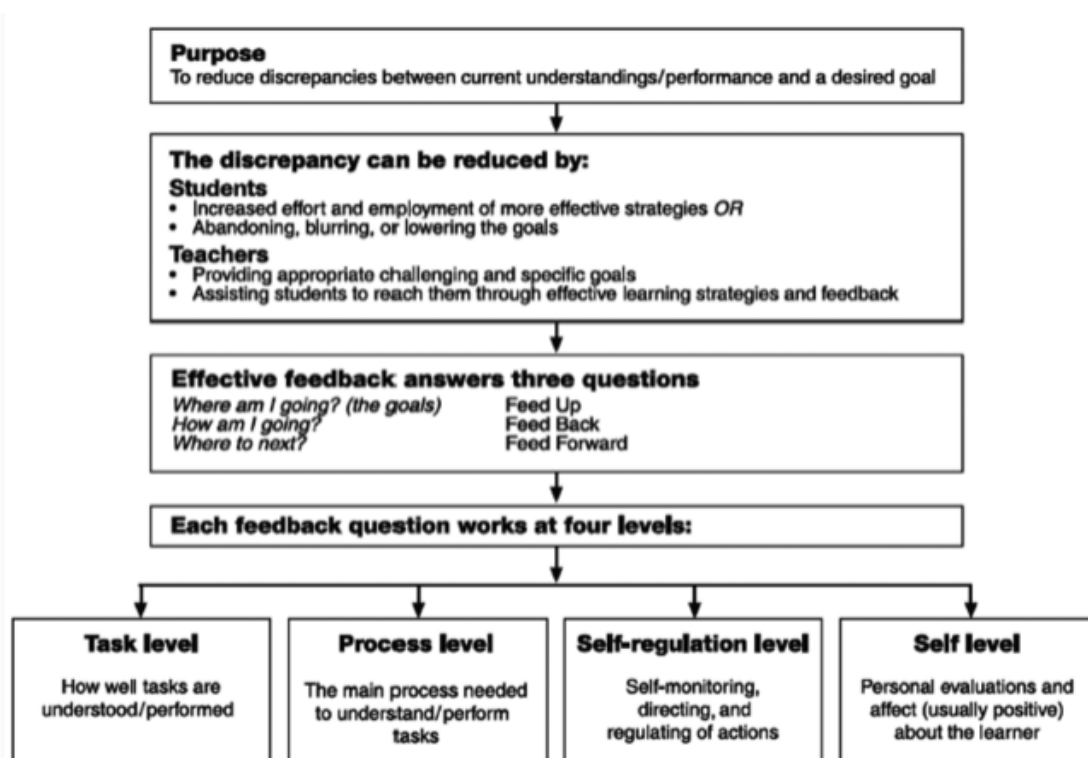 Purpose
To reduce discrepancies between current understandings/performance and a desired goal
The discrepancy can be reduced by:
Students
• Increased effort and employment of more effective strategies OR
• Abandoning, blurring, or lowering the goals
Teachers
• Providing appropriate challenging and specific goals
• Assisting students to reach them through effective learning strategies and feedback
Effective feedback answers three questions
Where am I going? (the goals) Feed Up
How am I going? Feed Back
Where to next? Feed Forward
Each feedback question works at four levels:
Task level
How well tasks are
understood/performed
Process level
The main process needed
to understand/perform
tasks
Self-regulation level
Self-monitoring,
directing, and
regulating of actions
Self level
Personal evaluations and
affect (usually positive)
about the learner